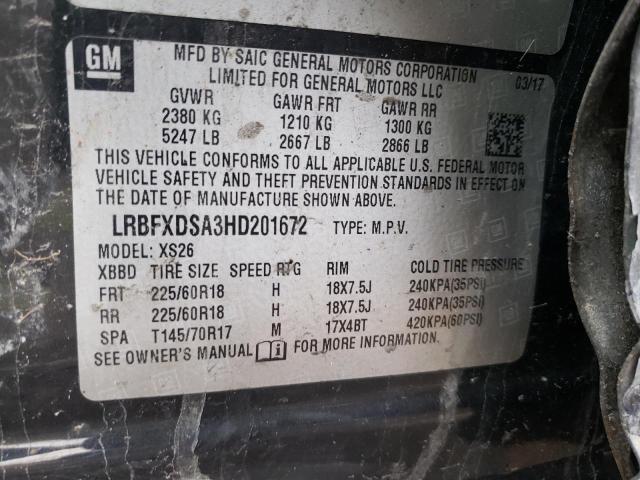 GM
MFD BY SAIC GENERAL MOTORS CORPORATION
LIMITED FOR GENERAL MOTORS LLC
03/17
GVWR GAWR FRT GAWR RR
2380 KG 1210 KG 1300 KG
5247 LB 2667 LB 2866 LB
THIS VEHICLE CONFORMS TO ALL APPLICABLE U.S. FEDERAL MOTOR
VEHICLE SAFETY AND THEFT PREVENTION STANDARDS IN EFFECT ON
THE DATE OF MANUFACTURE SHOWN ABOVE.
LRBFXDSA3HD201672 TYPE: M.P.V.
MODEL: XS26
XBBD TIRE SIZE SPEED RTG RIM COLD TIRE PRESSURE
FRT 225/60R18 H 18X7.5J 240KPA(35PSI)
RR 225/60R18 H 18X7.5J 240KPA(35PSI)
SPA T145/70R17 M 17X4BT 420KPA(60PSI)
SEE OWNER'S MANUAL FOR MORE INFORMATION.